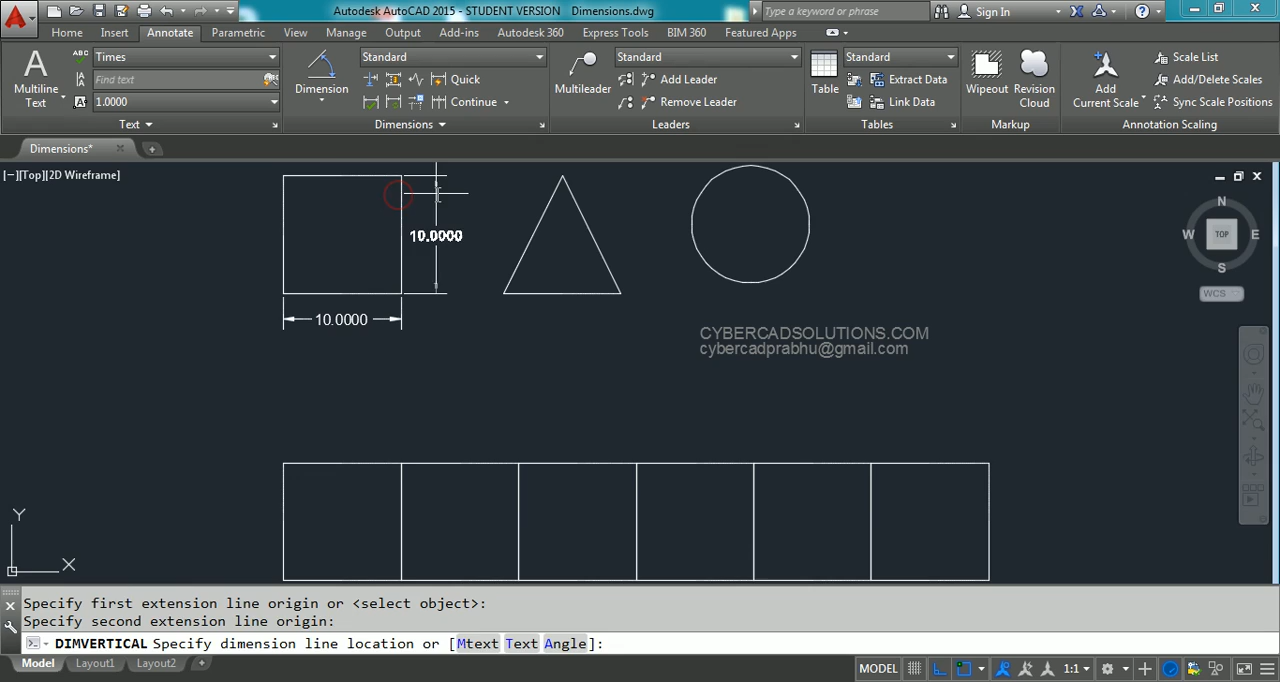 Autodesk AutoCAD 2015 - STUDENT VERSION Dimensions.dwg
Type a keyword or phrase
Sign In
Home Insert Annotate Parametric View Manage Output Add-ins Autodesk 360 Express Tools BIM 360 Featured Apps
Times
Standard
Standard
Standard
Scale List
ABC
Find text
Quick
Add Leader
Extract Data
Add/Delete Scales
Multiline
Text
Dimension
Multileader
Table
Wipeout
Revision
Cloud
Add
Current Scale
1.0000
Continue
Remove Leader
Link Data
Sync Scale Positions
Text
Dimensions
Leaders
Tables
Markup
Annotation Scaling
Dimensions*
[−][Top][2D Wireframe]
N
W TOP E
S
WCS
10.0000
10.0000
CYBERCADSOLUTIONS.COM
cybercadprabhu@gmail.com
Y
X
Specify first extension line origin or <select object>:
Specify second extension line origin:
DIMVERTICAL Specify dimension line location or [Mtext Text Angle]:
Model Layout1 Layout2
MODEL
1:1